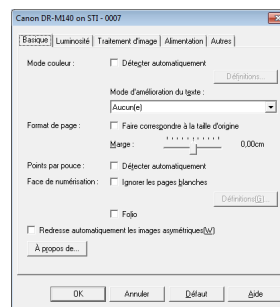 Canon DR-M140 on STI - 0007
Basique Luminosité Traitement d'image Alimentation Autres
Mode couleur : Détecter automatiquement
Définitions...
Mode d'amélioration du texte :
Aucun(e)
Format de page : Faire correspondre à la taille d'origine
Marge : 0,00cm
Points par pouce : Détecter automatiquement
Face de numérisation : Ignorer les pages blanches
Définitions(G)...
Folio
Redresse automatiquement les images asymétriques(W)
À propos de...
OK Annuler Défaut Aide